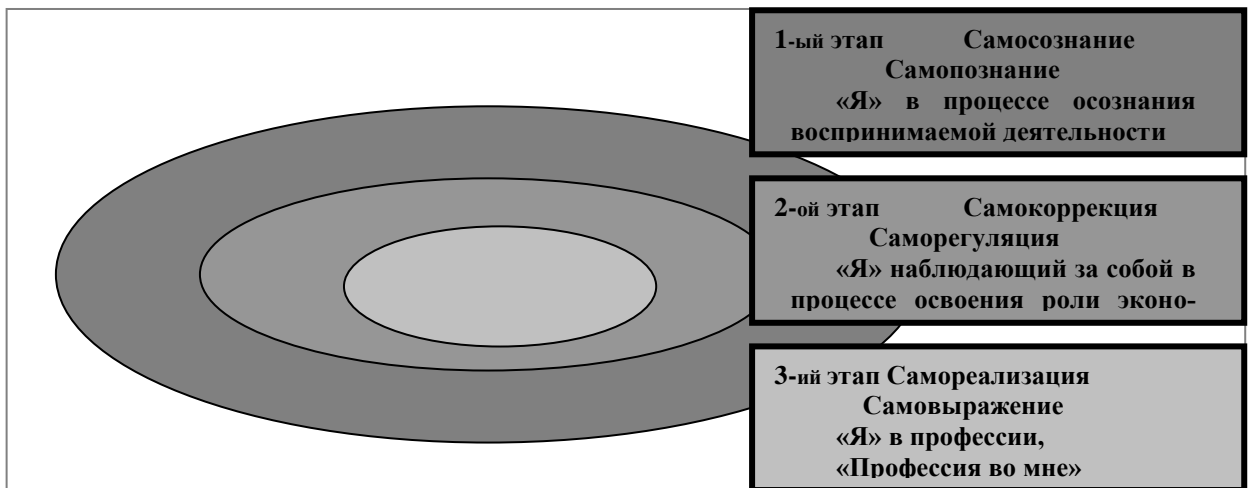 1-ый этап Самосознание
Самопознание
«Я» в процессе осознания
воспринимаемой деятельности
2-ой этап Самокоррекция
Саморегуляция
«Я» наблюдающий за собой в
процессе освоения роли эконо-
3-ий этап Самореализация
Самовыражение
«Я» в профессии,
«Профессия во мне»